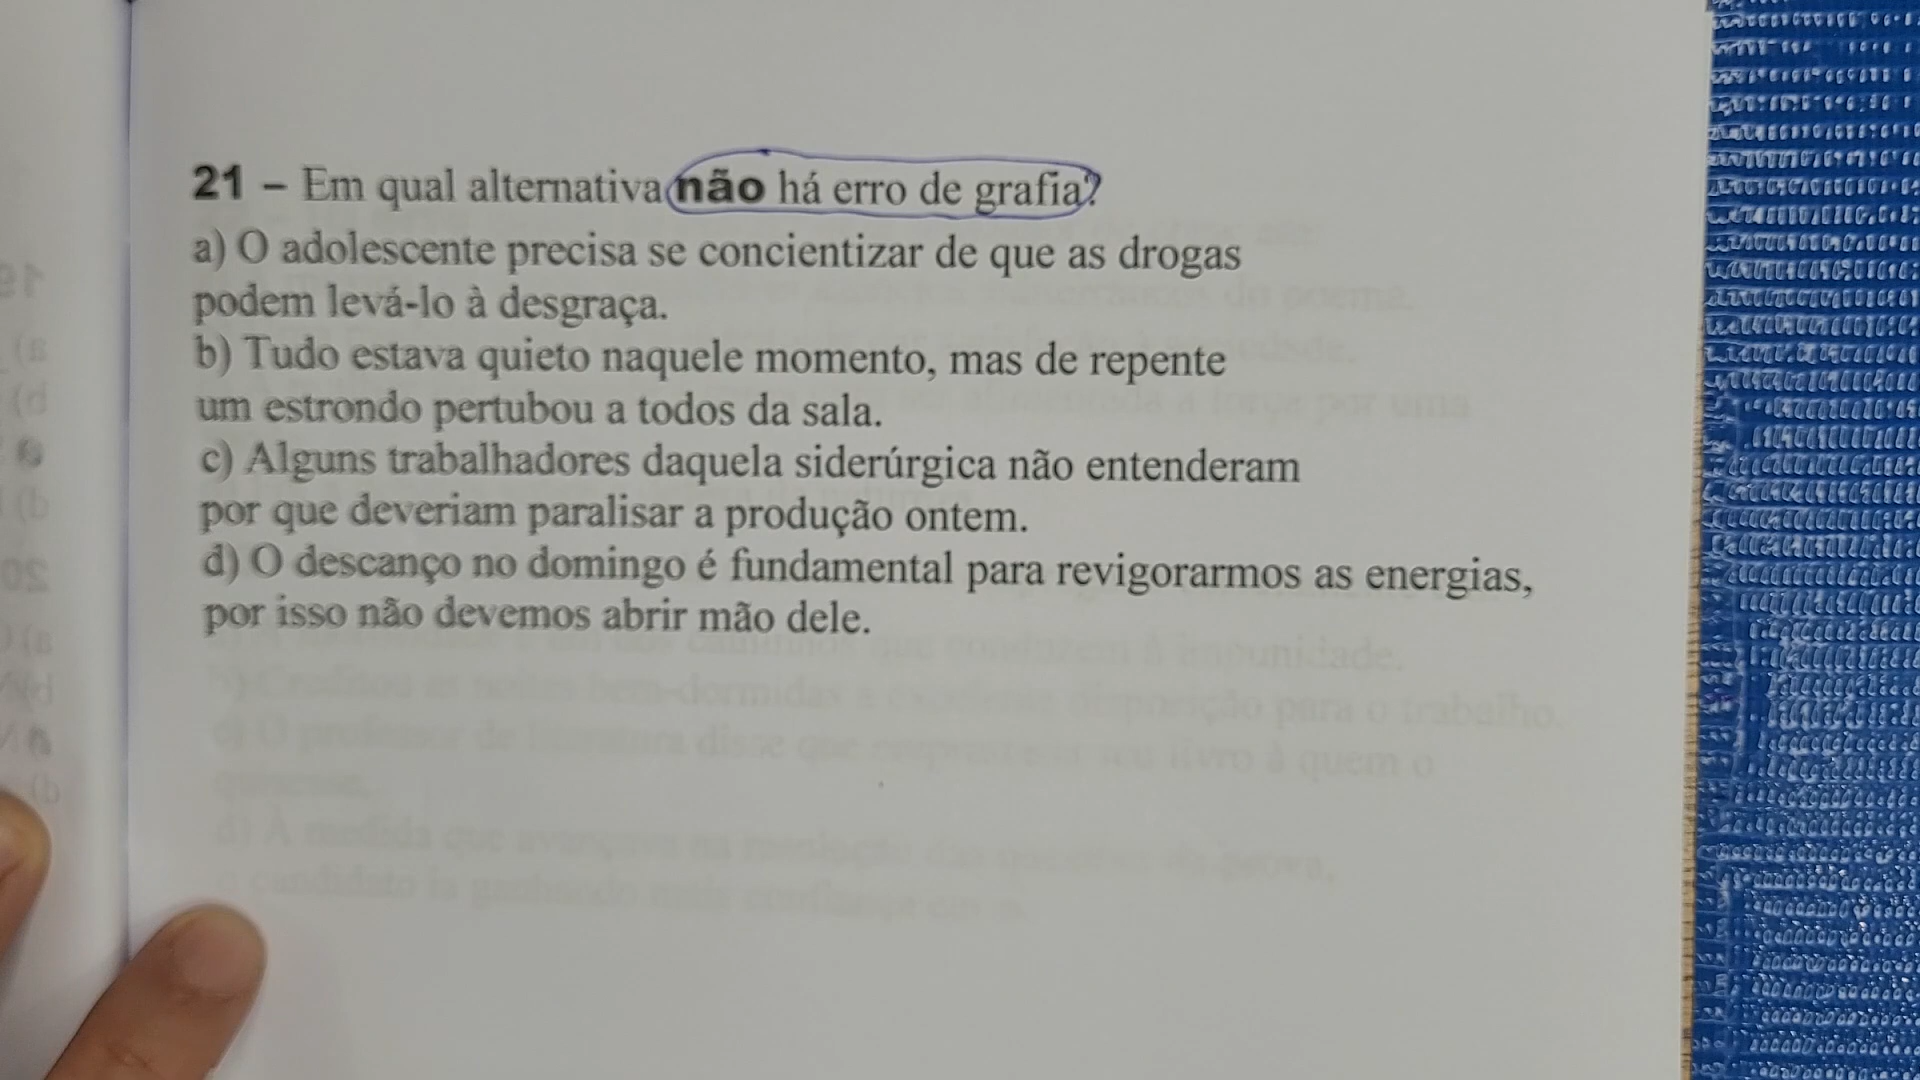 21 – Em qual alternativa não há erro de grafia?
a) O adolescente precisa se concientizar de que as drogas
podem levá-lo à desgraça.
b) Tudo estava quieto naquele momento, mas de repente
um estrondo pertubou a todos da sala.
c) Alguns trabalhadores daquela siderúrgica não entenderam
por que deveriam paralisar a produção ontem.
d) O descanço no domingo é fundamental para revigorarmos as energias,
por isso não devemos abrir mão dele.